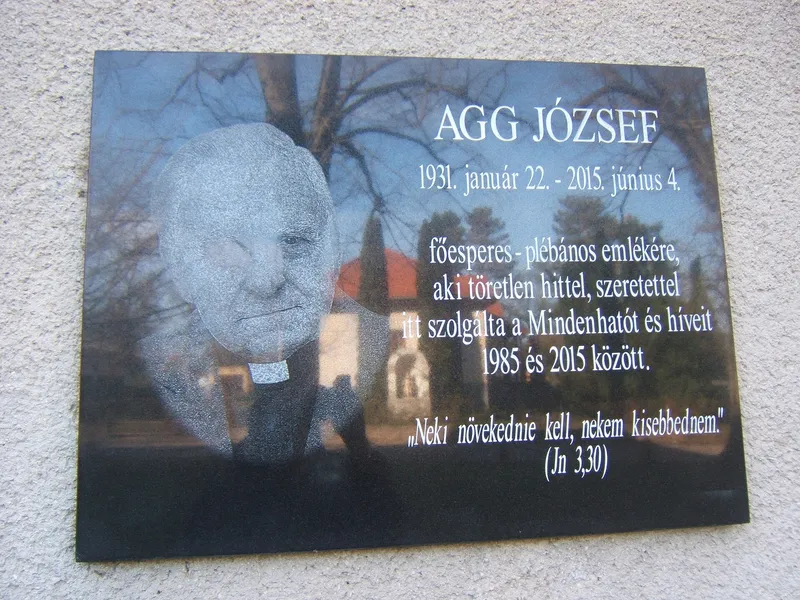 AGG JÓZSEF
1931. január 22. - 2015. június 4.
főesperes - plébános emlékére,
aki töretlen hittel, szeretettel
itt szolgálta a Mindenhatót és híveit
1985 és 2015 között.
„Neki növekednie kell, nekem kisebbednem."
(Jn 3,30)